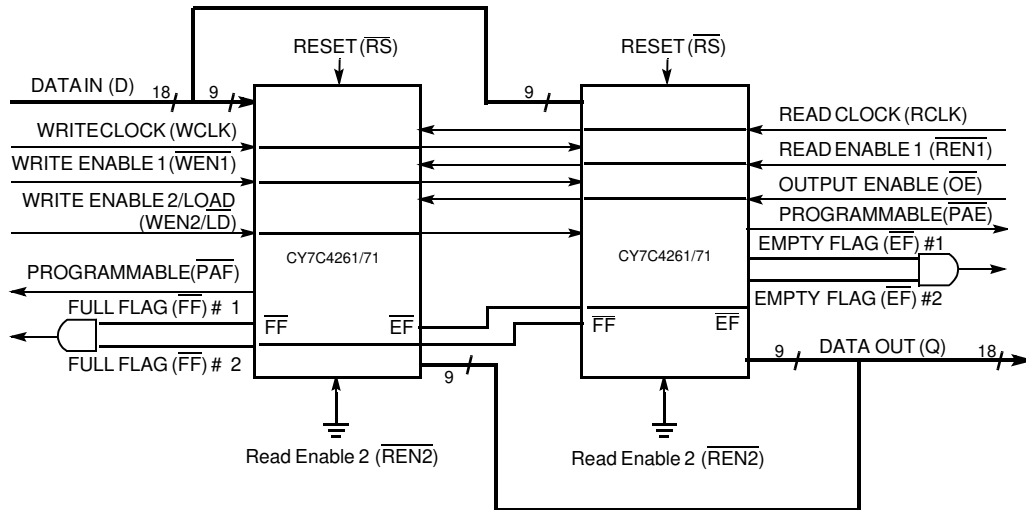 RESET (RS)
RESET (RS)
DATA IN (D)
18
9
9
WRITE CLOCK (WCLK)
READ CLOCK (RCLK)
WRITE ENABLE 1 (WEN1)
READ ENABLE 1 (REN1)
WRITE ENABLE 2/LOAD
(WEN2/LD)
OUTPUT ENABLE (OE)
PROGRAMMABLE (PAE)
CY7C4261/71
CY7C4261/71
EMPTY FLAG (EF) #1
PROGRAMMABLE (PAF)
EMPTY FLAG (EF) #2
FULL FLAG (FF) # 1
FF
EF
FF
EF
FULL FLAG (FF) # 2
9
9
DATA OUT (Q)
18
Read Enable 2 (REN2)
Read Enable 2 (REN2)